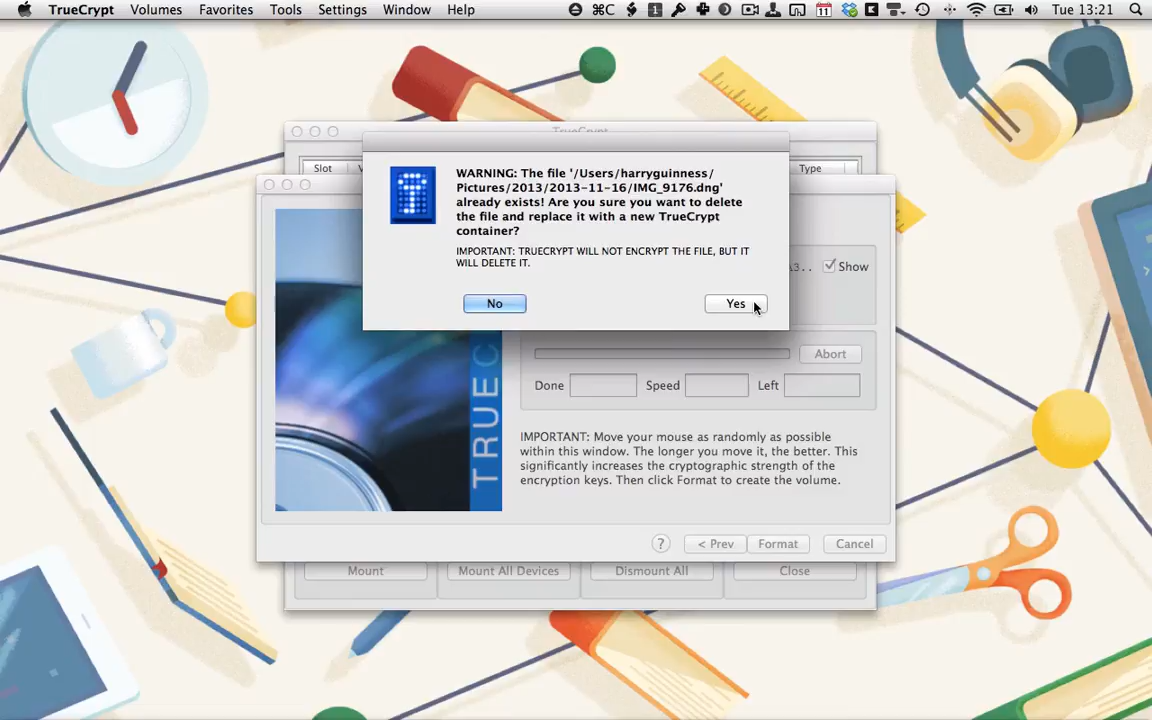 TrueCrypt Volumes Favorites Tools Settings Window Help ⌘C 1 11 Tue 13:21
TrueCrypt
Slot V Type
WARNING: The file '/Users/harryguinness/
Pictures/2013/2013-11-16/IMG_9176.dng'
already exists! Are you sure you want to delete
the file and replace it with a new TrueCrypt
container?
IMPORTANT: TRUECRYPT WILL NOT ENCRYPT THE FILE, BUT IT
WILL DELETE IT.
No Yes
Show
Abort
Done Speed Left
IMPORTANT: Move your mouse as randomly as possible
within this window. The longer you move it, the better. This
significantly increases the cryptographic strength of the
encryption keys. Then click Format to create the volume.
TRUEC
? < Prev Format Cancel
Mount Mount All Devices Dismount All Close